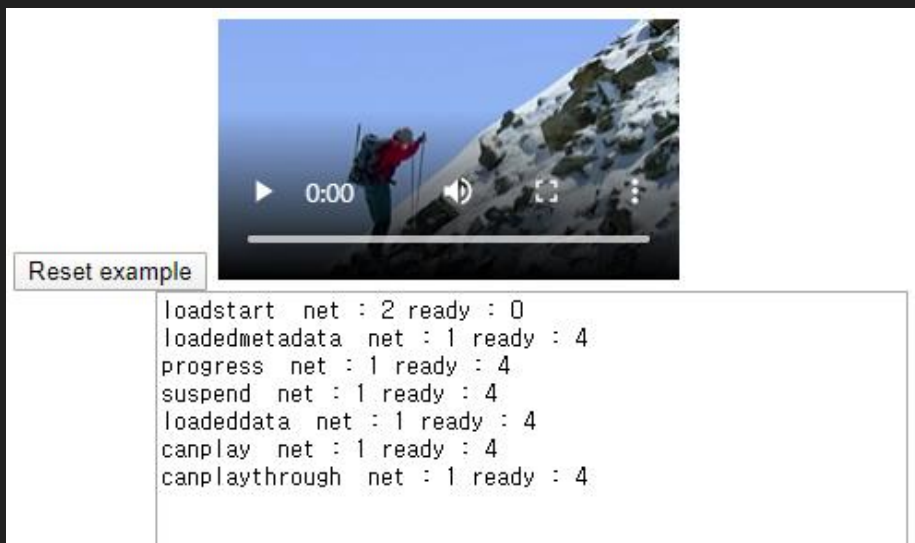 0:00
Reset example
loadstart  net : 2 ready : 0
loadedmetadata  net : 1 ready : 4
progress  net : 1 ready : 4
suspend  net : 1 ready : 4
loadeddata  net : 1 ready : 4
canplay  net : 1 ready : 4
canplaythrough  net : 1 ready : 4